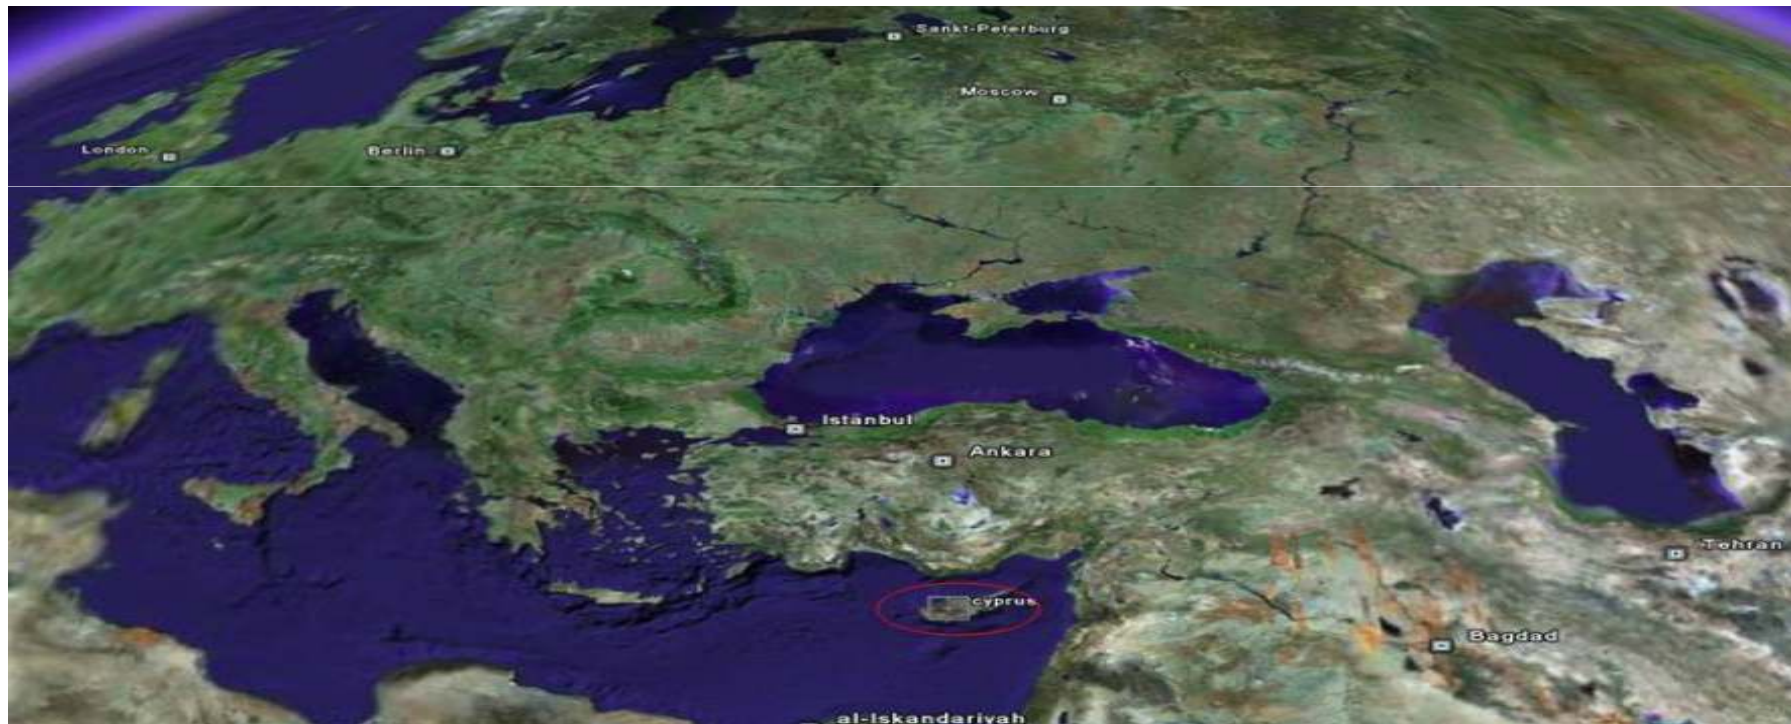 Sankt-Peterburg
Moscow
London
Berlin
Istanbul
Ankara
Tehran
cyprus
Bagdad
al-Iskandariyah